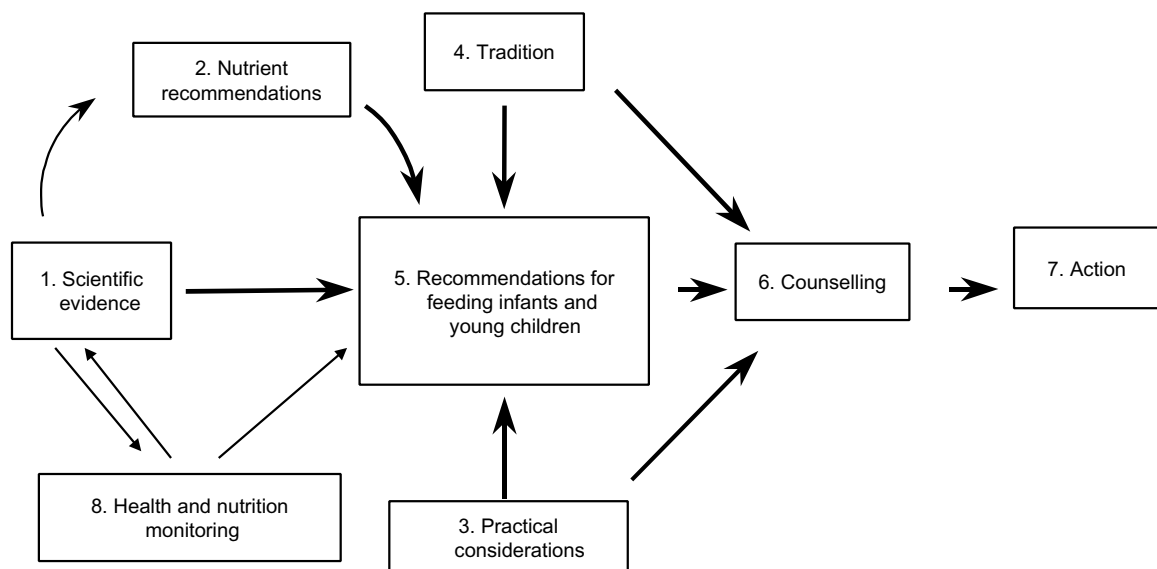 4. Tradition
2. Nutrient
recommendations
1. Scientific
evidence
5. Recommendations for
feeding infants and
young children
6. Counselling
7. Action
8. Health and nutrition
monitoring
3. Practical
considerations